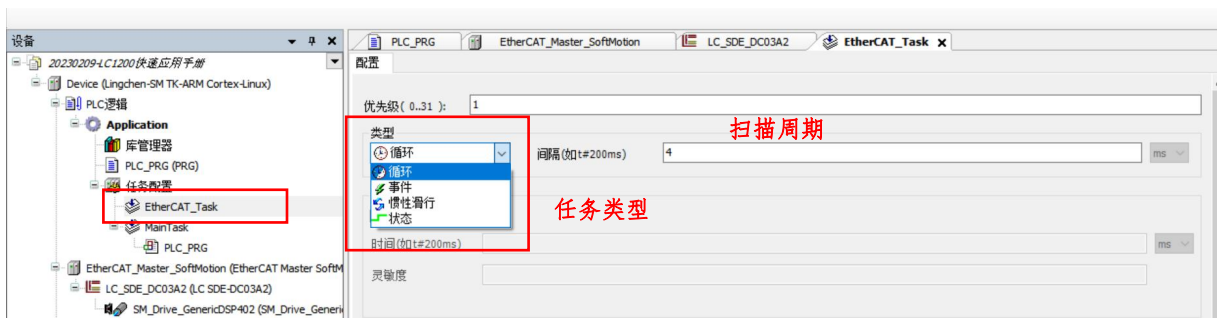 设备
PLC_PRG
EtherCAT_Master_SoftMotion
LC_SDE_DC03A2
EtherCAT_Task
20230209-LC1200快速应用手册
Device (Lingchen-SM TK-ARM Cortex-Linux)
PLC逻辑
Application
库管理器
PLC_PRG (PRG)
任务配置
EtherCAT_Task
MainTask
PLC_PRG
EtherCAT_Master_SoftMotion (EtherCAT Master SoftM
LC_SDE_DC03A2 (LC SDE-DC03A2)
SM_Drive_GenericDSP402 (SM_Drive_Generi
配置
优先级( 0..31 ): 1
类型
扫描周期
循环
间隔(如t#200ms) 4 ms
循环
事件
惯性滑行
状态
任务类型
时间(如t#200ms) ms
灵敏度